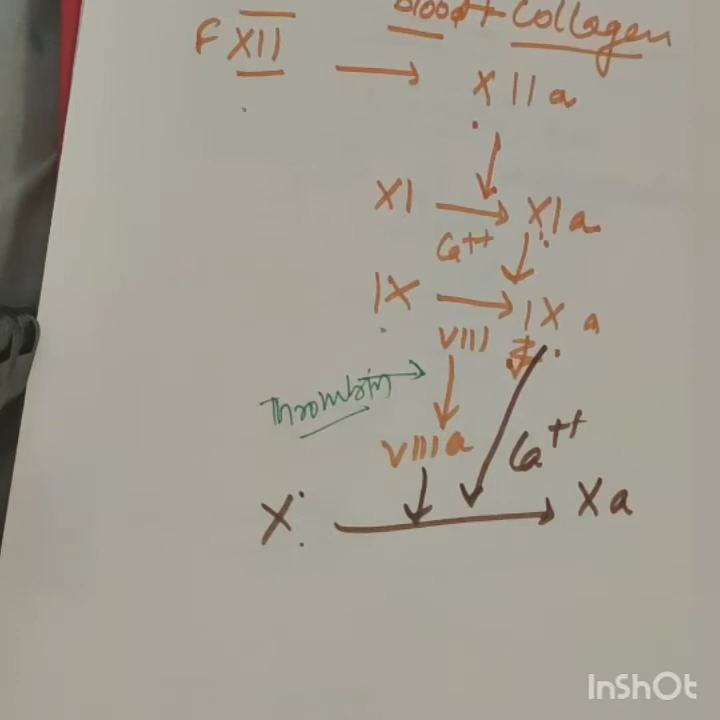 blood + Collagen
F XII → XIIa
XI → XIa
Ca++
IX → IXa
VIII
Thrombin →
VIIIa
Ca++
X → Xa
InShOt